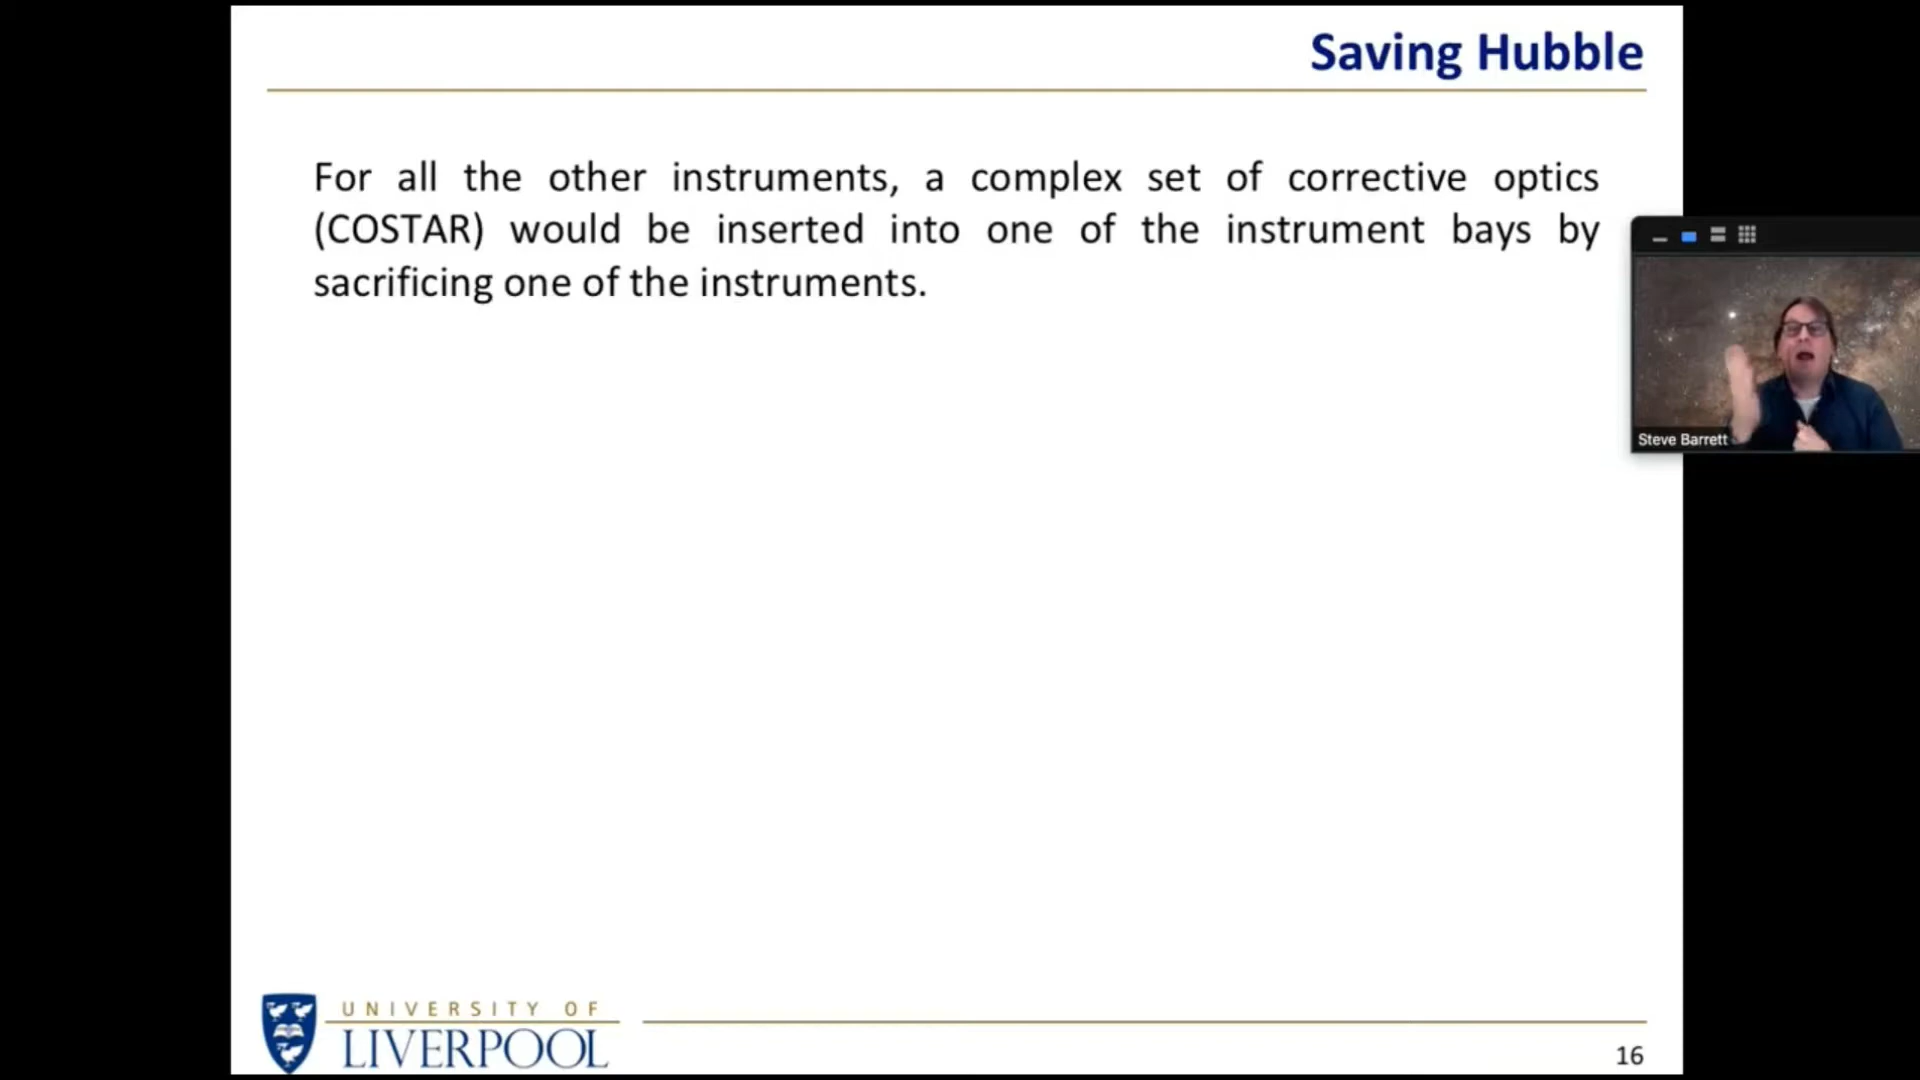 Saving Hubble
For all the other instruments, a complex set of corrective optics
(COSTAR) would be inserted into one of the instrument bays by
sacrificing one of the instruments.
Steve Barrett
UNIVERSITY OF
LIVERPOOL
16